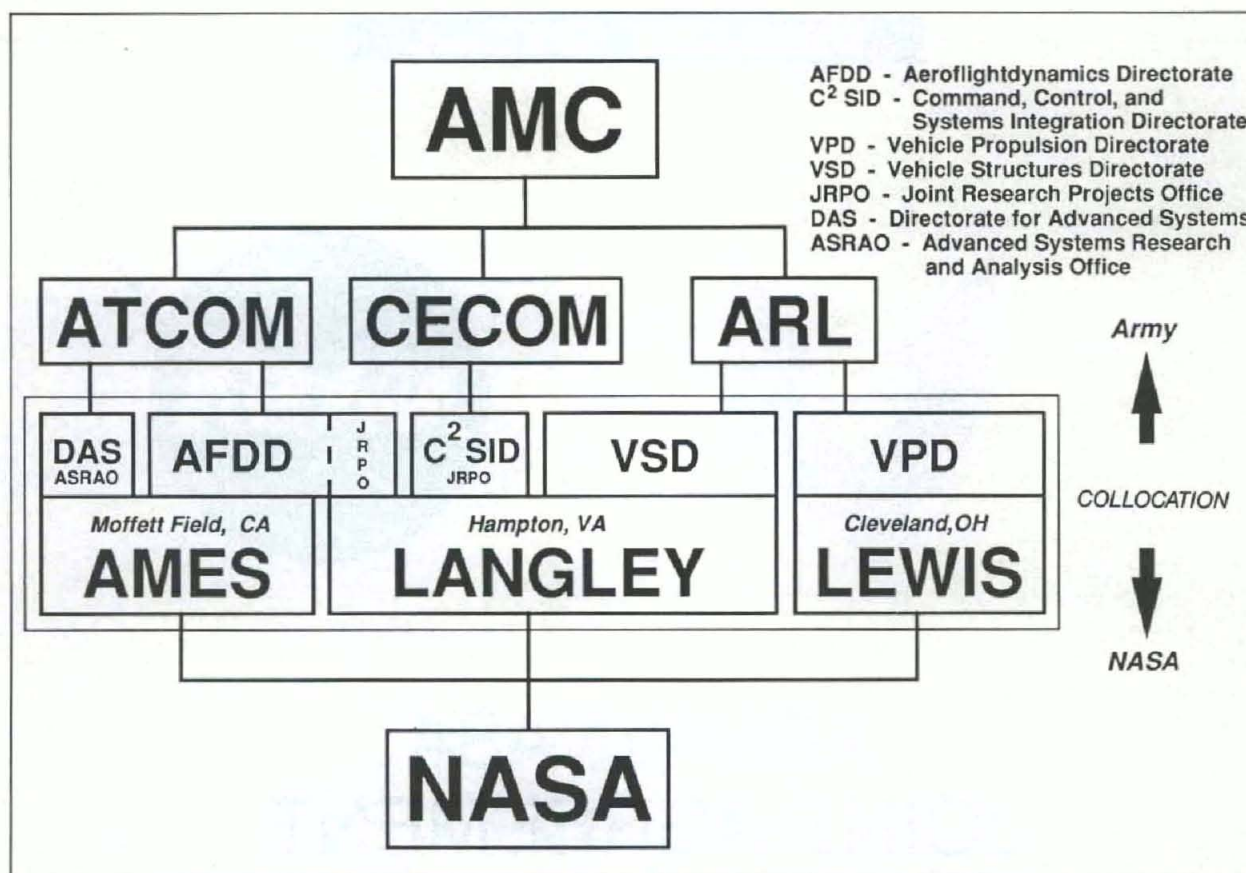 AMC
AFDD - Aeroflightdynamics Directorate
C² SID - Command, Control, and
Systems Integration Directorate
VPD - Vehicle Propulsion Directorate
VSD - Vehicle Structures Directorate
JRPO - Joint Research Projects Office
DAS - Directorate for Advanced Systems
ASRAO - Advanced Systems Research
and Analysis Office
ATCOM
CECOM
ARL
Army
DAS
ASRAO
AFDD
JRPO
C² SID
JRPO
VSD
VPD
COLLOCATION
Moffett Field, CA
AMES
Hampton, VA
LANGLEY
Cleveland,OH
LEWIS
NASA
NASA